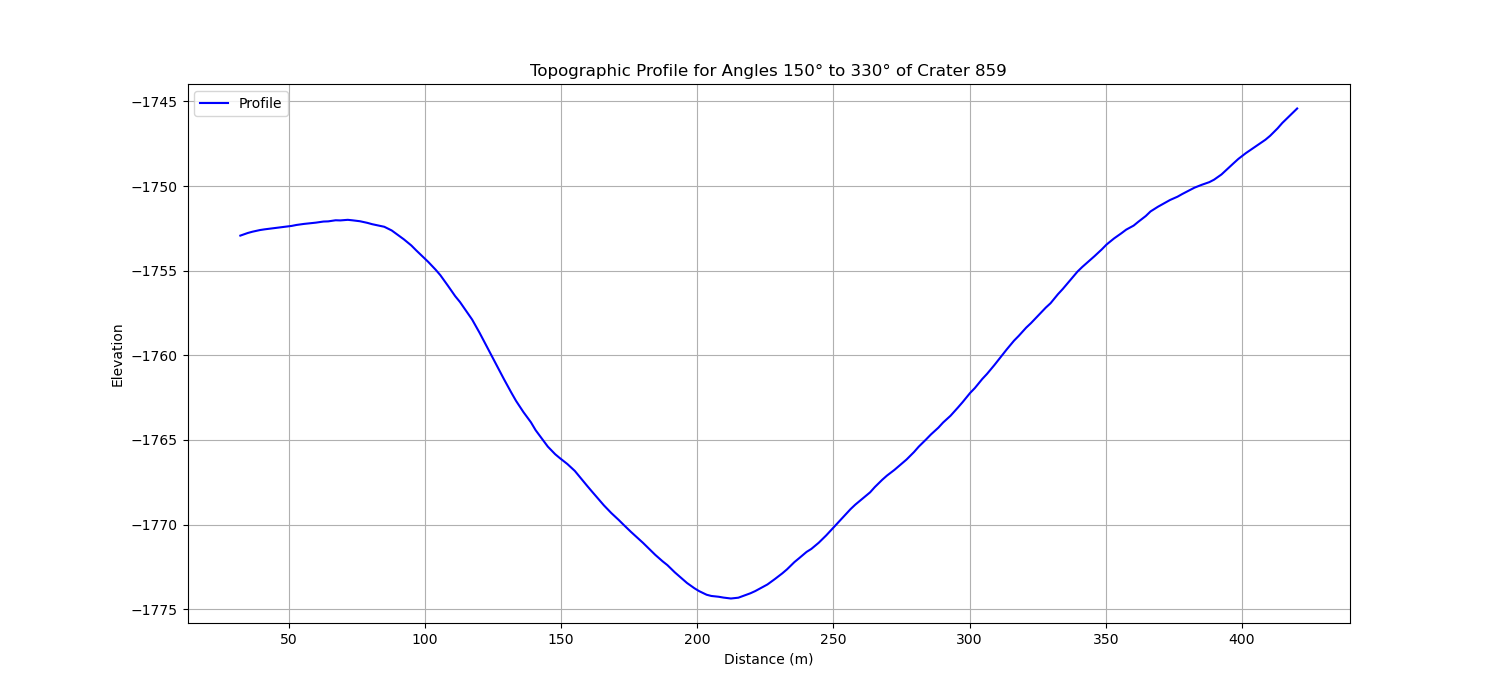 Topographic Profile for Angles 150° to 330° of Crater 859
Profile
−1745
−1750
−1755
−1760
−1765
−1770
−1775
Elevation
50 100 150 200 250 300 350 400
Distance (m)